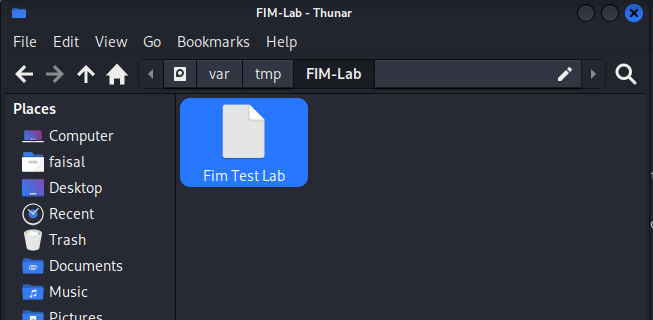 FIM-Lab - Thunar
File Edit View Go Bookmarks Help
var tmp FIM-Lab
Places
Computer
faisal
Desktop
Recent
Trash
Documents
Music
Pictures
Fim Test Lab